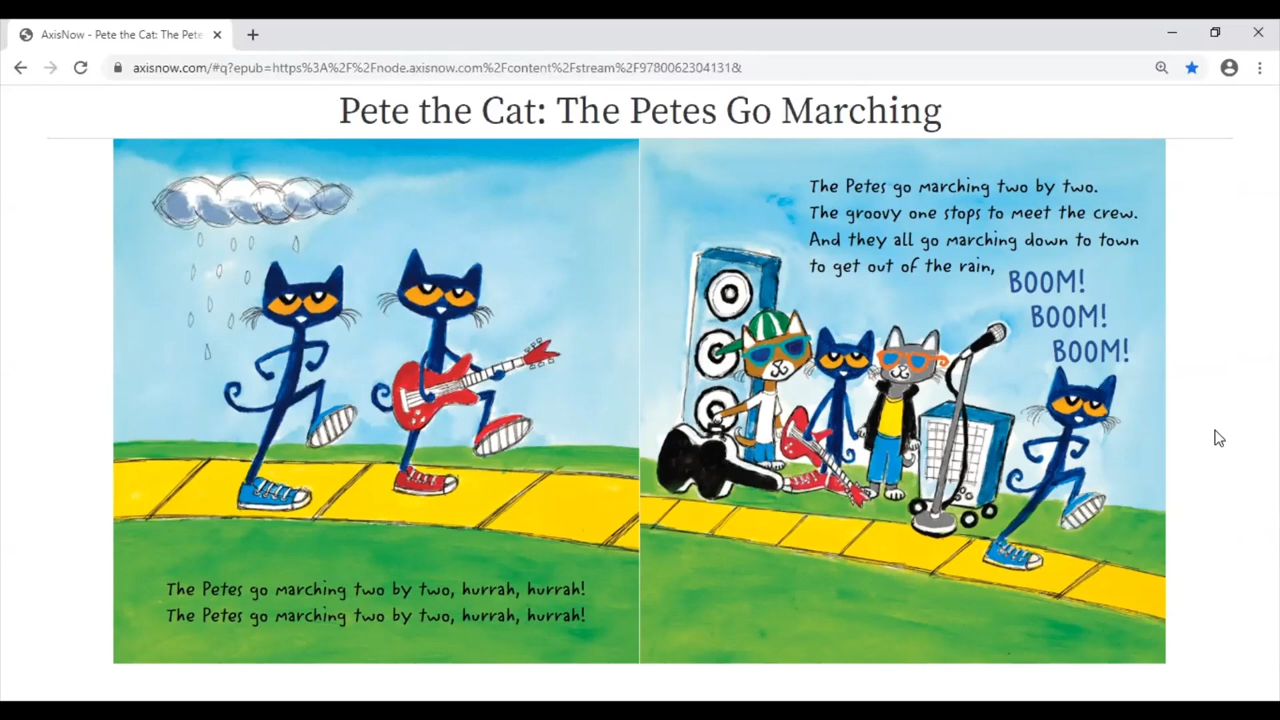 AxisNow - Pete the Cat: The Pete
axisnow.com/#q?epub=https%3A%2F%2Fnode.axisnow.com%2Fcontent%2Fstream%2F9780062304131&
Pete the Cat: The Petes Go Marching
The Petes go marching two by two, hurrah, hurrah!
The Petes go marching two by two, hurrah, hurrah!
The Petes go marching two by two.
The groovy one stops to meet the crew.
And they all go marching down to town
to get out of the rain,
BOOM!
BOOM!
BOOM!